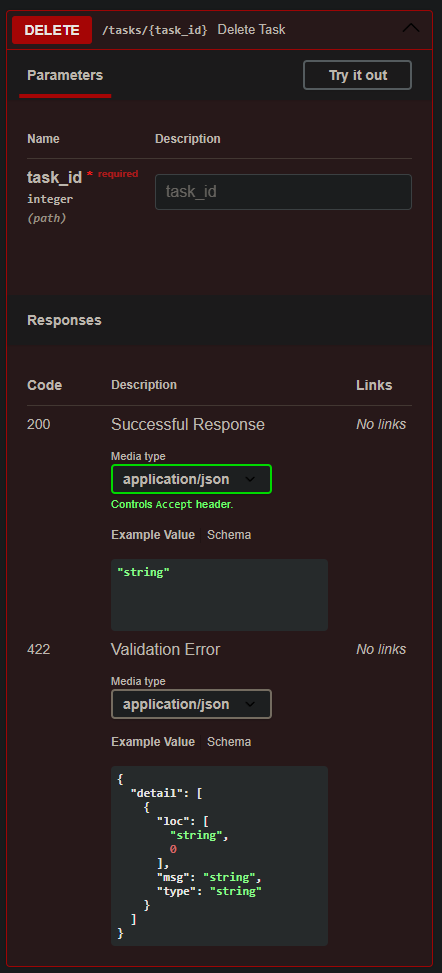 DELETE /tasks/{task_id} Delete Task
Parameters Try it out
Name Description
task_id * required task_id
integer
(path)
Responses
Code Description Links
200 Successful Response No links
Media type
application/json
Controls Accept header.
Example Value Schema
"string"
422 Validation Error No links
Media type
application/json
Example Value Schema
{
  "detail": [
    {
      "loc": [
        "string",
        0
      ],
      "msg": "string",
      "type": "string"
    }
  ]
}